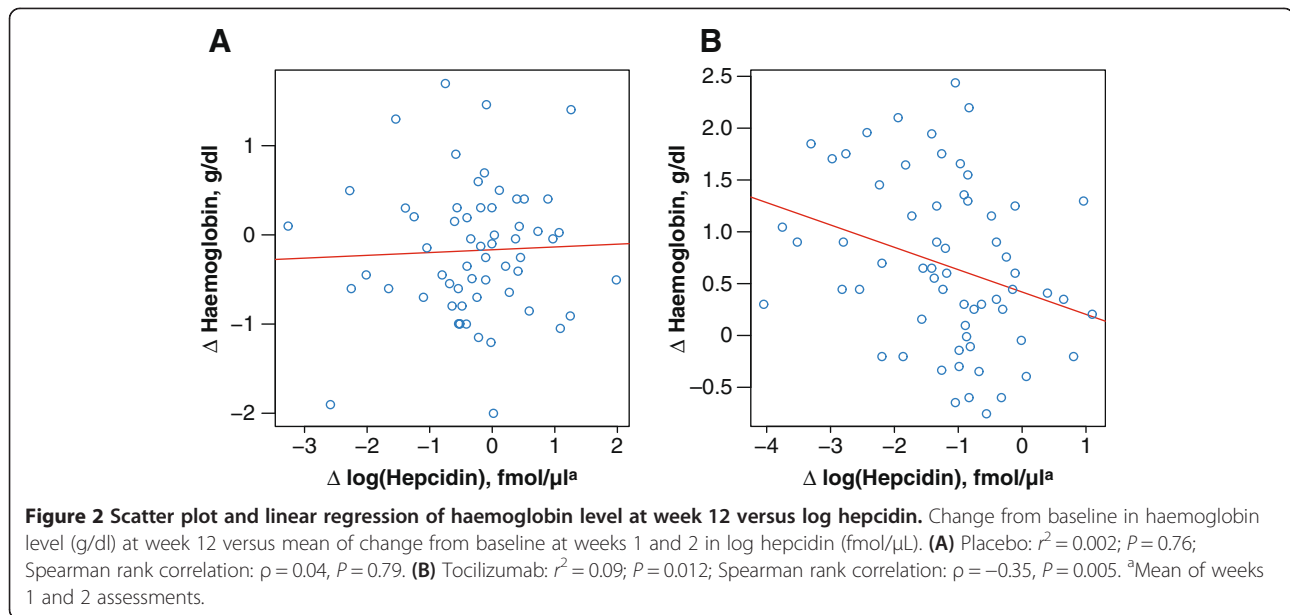 A
B
Δ Haemoglobin, g/dl
1
0
−1
−2
−3 −2 −1 0 1 2
Δ log(Hepcidin), fmol/µlᵃ
Δ Haemoglobin, g/dl
2.5
2.0
1.5
1.0
0.5
0
−0.5
−4 −3 −2 −1 0 1
Δ log(Hepcidin), fmol/µlᵃ
Figure 2 Scatter plot and linear regression of haemoglobin level at week 12 versus log hepcidin. Change from baseline in haemoglobin
level (g/dl) at week 12 versus mean of change from baseline at weeks 1 and 2 in log hepcidin (fmol/µL). (A) Placebo: r² = 0.002; P = 0.76;
Spearman rank correlation: ρ = 0.04, P = 0.79. (B) Tocilizumab: r² = 0.09; P = 0.012; Spearman rank correlation: ρ = −0.35, P = 0.005. ᵃMean of weeks
1 and 2 assessments.